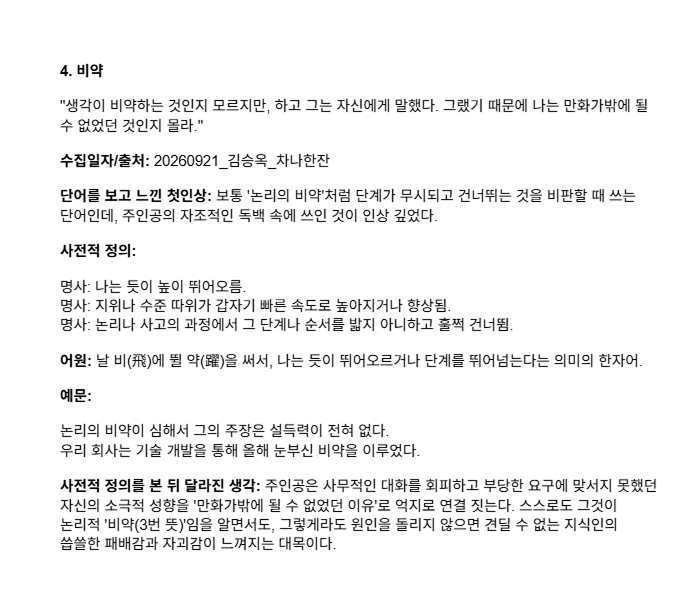 4. 비약
"생각이 비약하는 것인지 모르지만, 하고 그는 자신에게 말했다. 그랬기 때문에 나는 만화가밖에 될
수 없었던 것인지 몰라."
수집일자/출처: 20260921_김승옥_차나한잔
단어를 보고 느낀 첫인상: 보통 '논리의 비약'처럼 단계가 무시되고 건너뛰는 것을 비판할 때 쓰는
단어인데, 주인공의 자조적인 독백 속에 쓰인 것이 인상 깊었다.
사전적 정의:
명사: 나는 듯이 높이 뛰어오름.
명사: 지위나 수준 따위가 갑자기 빠른 속도로 높아지거나 향상됨.
명사: 논리나 사고의 과정에서 그 단계나 순서를 밟지 아니하고 훌쩍 건너뜀.
어원: 날 비(飛)에 뛸 약(躍)을 써서, 나는 듯이 뛰어오르거나 단계를 뛰어넘는다는 의미의 한자어.
예문:
논리의 비약이 심해서 그의 주장은 설득력이 전혀 없다.
우리 회사는 기술 개발을 통해 올해 눈부신 비약을 이루었다.
사전적 정의를 본 뒤 달라진 생각: 주인공은 사무적인 대화를 회피하고 부당한 요구에 맞서지 못했던
자신의 소극적 성향을 '만화가밖에 될 수 없었던 이유'로 억지로 연결 짓는다. 스스로도 그것이
논리적 '비약(3번 뜻)'임을 알면서도, 그렇게라도 원인을 돌리지 않으면 견딜 수 없는 지식인의
씁쓸한 패배감과 자괴감이 느껴지는 대목이다.